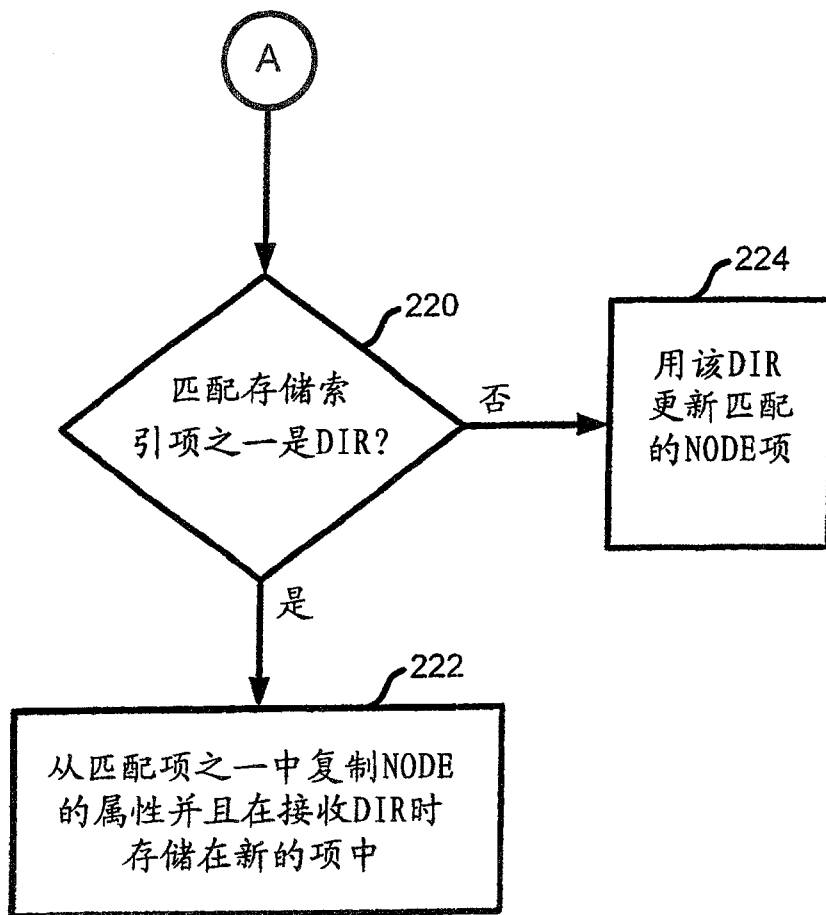 A
220
匹配存储索
引项之一是DIR?
否
224
用该DIR
更新匹配
的NODE项
是
222
从匹配项之一中复制NODE
的属性并且在接收DIR时
存储在新的项中